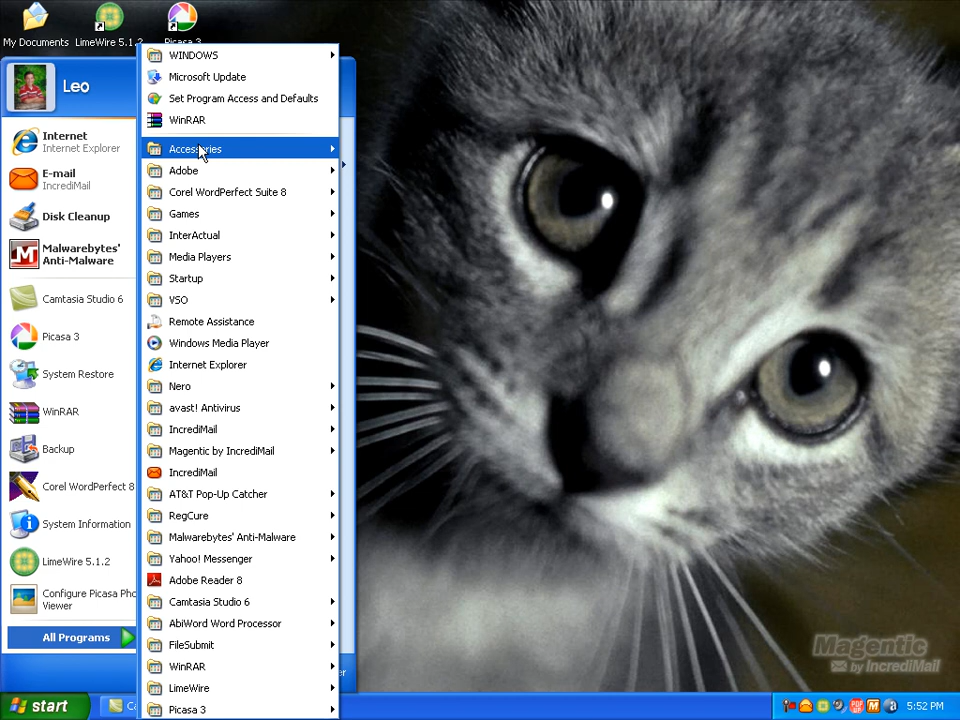 My Documents
LimeWire 5.1.2
Picasa 3
Leo
Internet
Internet Explorer
E-mail
IncrediMail
Disk Cleanup
Malwarebytes'
Anti-Malware
Camtasia Studio 6
Picasa 3
System Restore
WinRAR
Backup
Corel WordPerfect 8
System Information
LimeWire 5.1.2
Configure Picasa Pho
Viewer
All Programs
WINDOWS
Microsoft Update
Set Program Access and Defaults
WinRAR
Accessories
Adobe
Corel WordPerfect Suite 8
Games
InterActual
Media Players
Startup
VSO
Remote Assistance
Windows Media Player
Internet Explorer
Nero
avast! Antivirus
IncrediMail
Magentic by IncrediMail
IncrediMail
AT&T Pop-Up Catcher
RegCure
Malwarebytes' Anti-Malware
Yahoo! Messenger
Adobe Reader 8
Camtasia Studio 6
AbiWord Word Processor
FileSubmit
WinRAR
LimeWire
Picasa 3
Magentic
by IncrediMail
start
Ca
5:52 PM